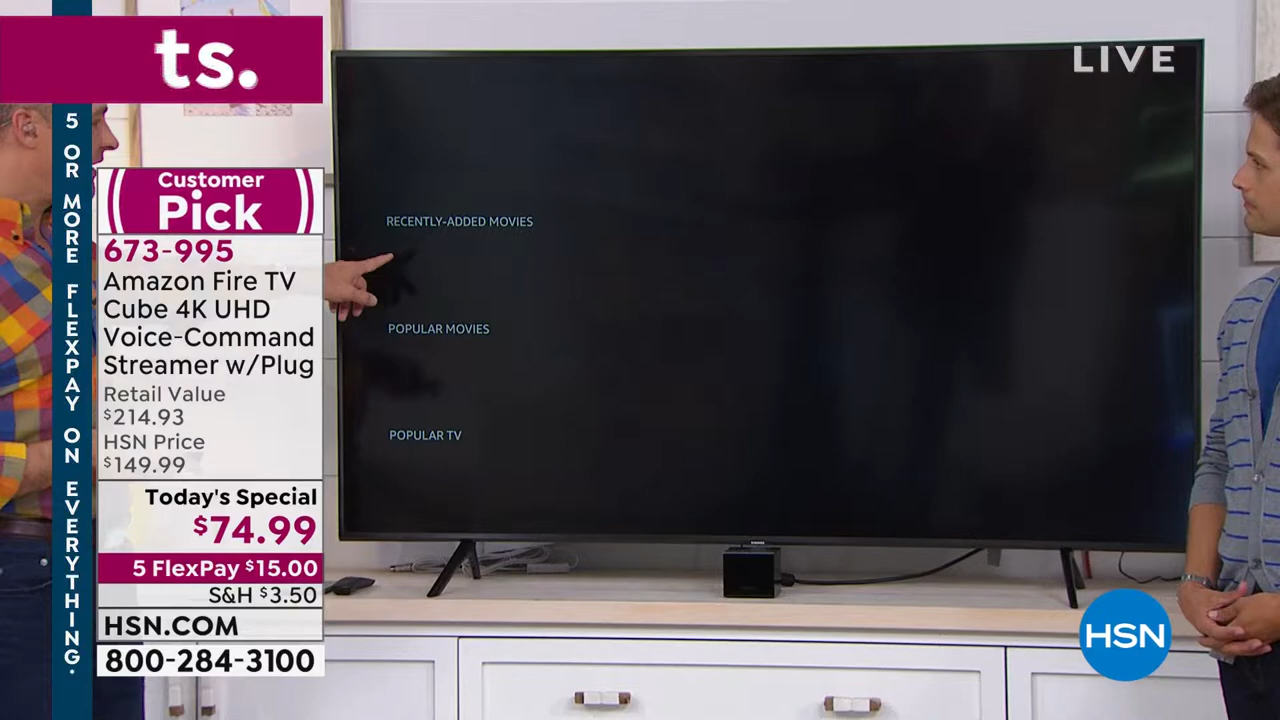 ts.
LIVE
5 OR MORE FLEXPAY ON EVERYTHING.
Customer
Pick
673-995
Amazon Fire TV
Cube 4K UHD
Voice-Command
Streamer w/Plug
Retail Value
$214.93
HSN Price
$149.99
Today's Special
$74.99
5 FlexPay $15.00
S&H $3.50
HSN.COM
800-284-3100
RECENTLY-ADDED MOVIES
POPULAR MOVIES
POPULAR TV
SAMSUNG
HSN